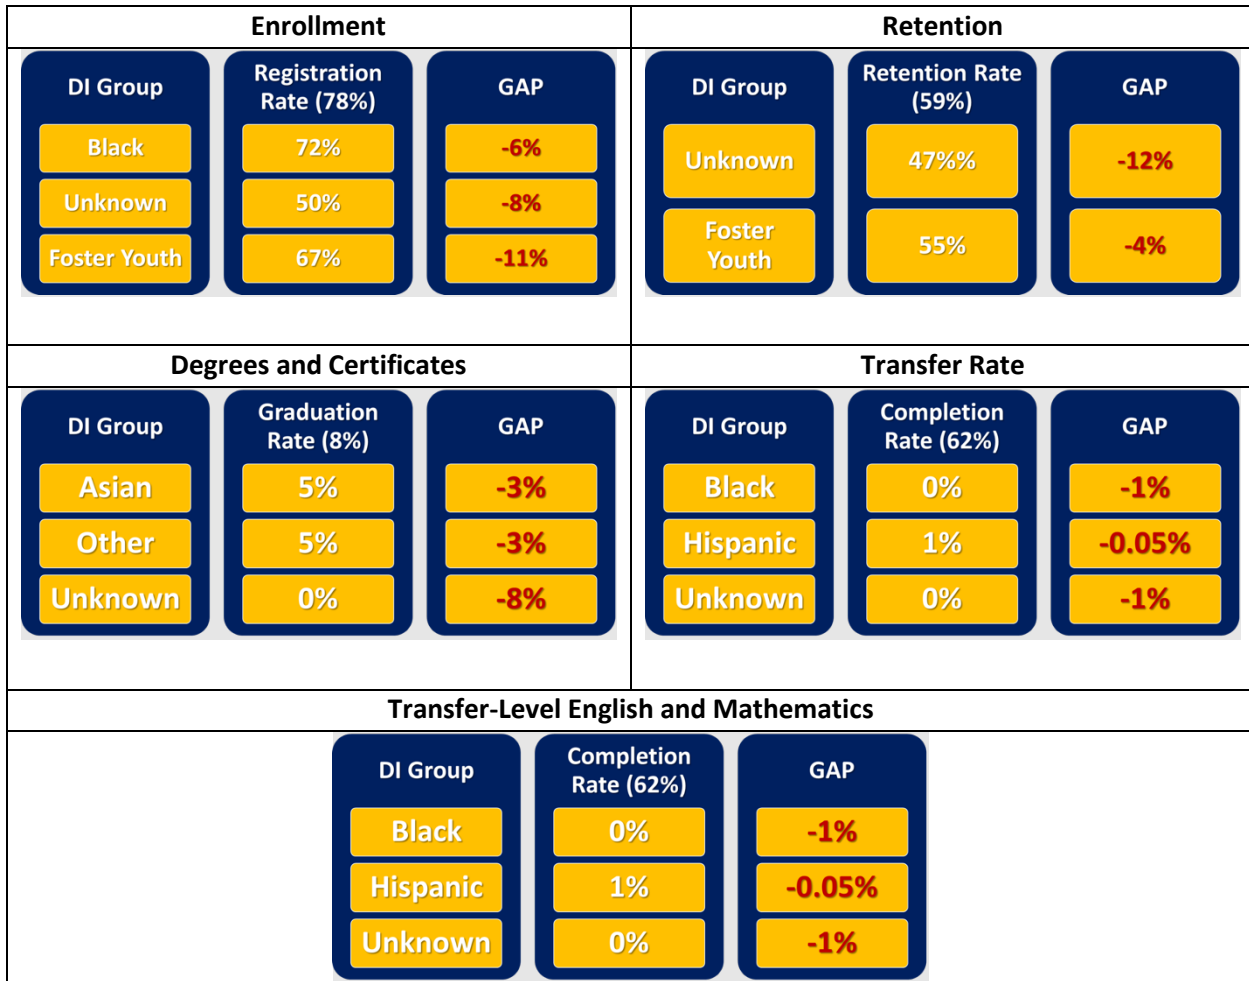 Enrollment
DI Group
Registration
Rate (78%)
GAP
Black
72%
-6%
Unknown
50%
-8%
Foster Youth
67%
-11%
Retention
DI Group
Retention Rate
(59%)
GAP
Unknown
47%%
-12%
Foster
Youth
55%
-4%
Degrees and Certificates
DI Group
Graduation
Rate (8%)
GAP
Asian
5%
-3%
Other
5%
-3%
Unknown
0%
-8%
Transfer Rate
DI Group
Completion
Rate (62%)
GAP
Black
0%
-1%
Hispanic
1%
-0.05%
Unknown
0%
-1%
Transfer-Level English and Mathematics
DI Group
Completion
Rate (62%)
GAP
Black
0%
-1%
Hispanic
1%
-0.05%
Unknown
0%
-1%